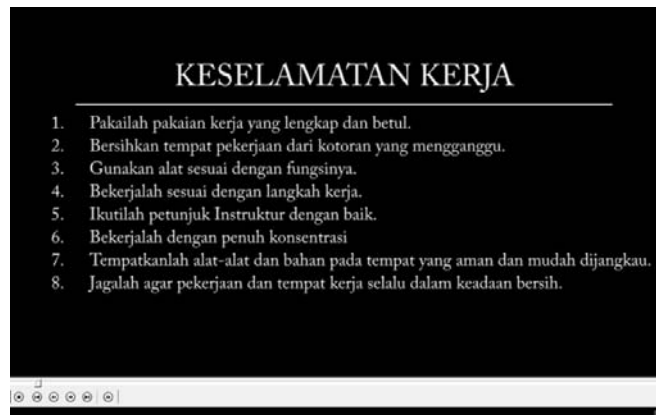 KESELAMATAN KERJA
1. Pakailah pakaian kerja yang lengkap dan betul.
2. Bersihkan tempat pekerjaan dari kotoran yang mengganggu.
3. Gunakan alat sesuai dengan fungsinya.
4. Bekerjalah sesuai dengan langkah kerja.
5. Ikutilah petunjuk Instruktur dengan baik.
6. Bekerjalah dengan penuh konsentrasi
7. Tempatkanlah alat-alat dan bahan pada tempat yang aman dan mudah dijangkau.
8. Jagalah agar pekerjaan dan tempat kerja selalu dalam keadaan bersih.